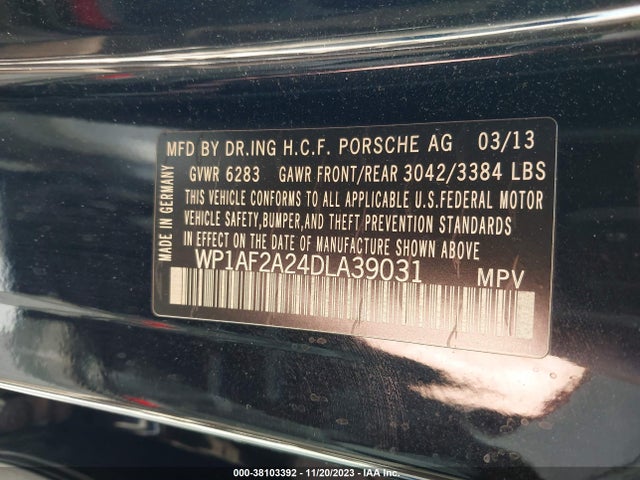 MFD BY DR.ING H.C.F. PORSCHE AG 03/13
GVWR 6283 GAWR FRONT/REAR 3042/3384 LBS
THIS VEHICLE CONFORMS TO ALL APPLICABLE U.S.FEDERAL MOTOR
VEHICLE SAFETY,BUMPER,AND THEFT PREVENTION STANDARDS
IN EFFECT ON THE DATE OF MANUFACTURE SHOWN ABOVE
WP1AF2A24DLA39031 MPV
MADE IN GERMANY
000-38103392 - 11/20/2023 - IAA Inc.